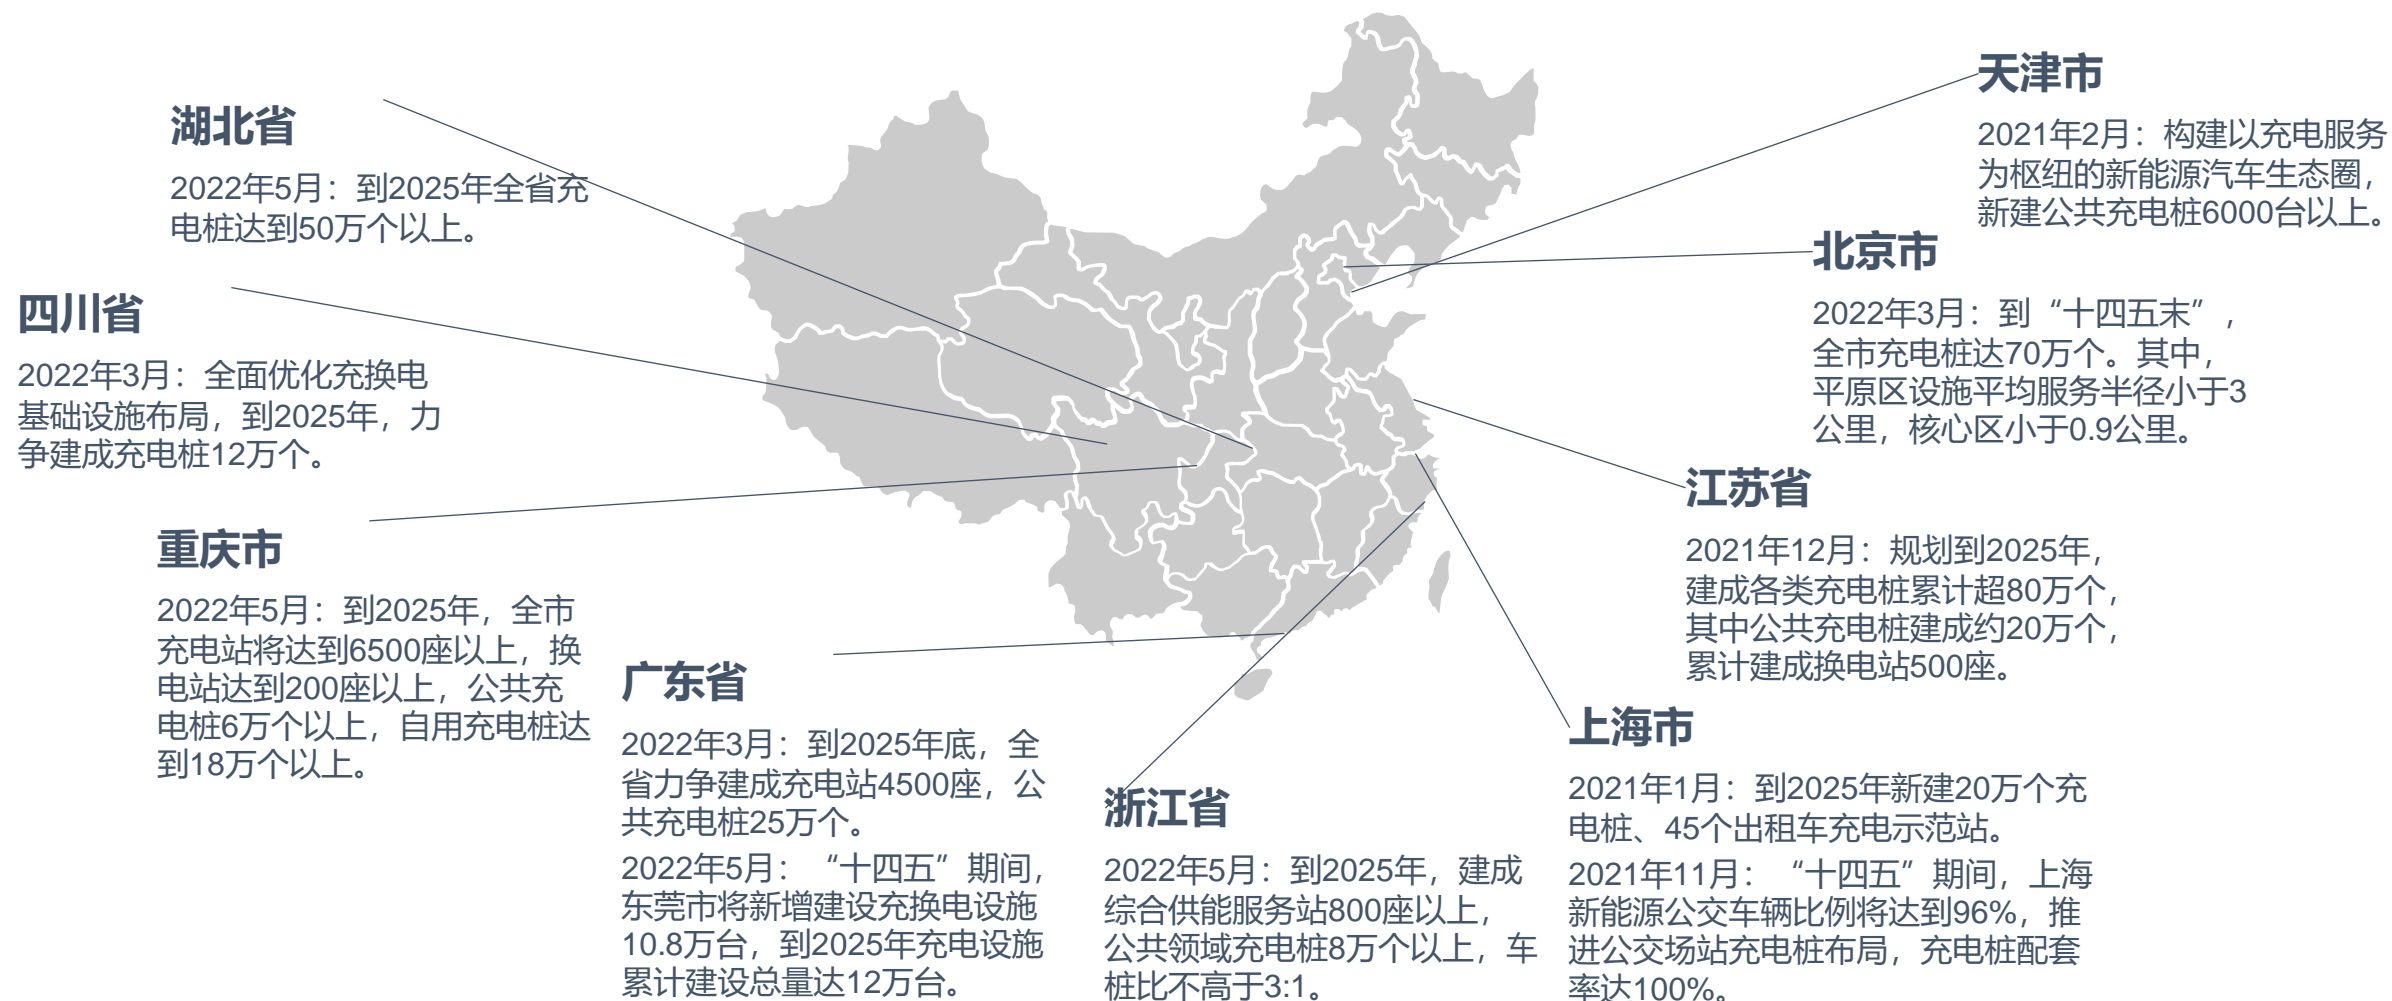 湖北省
2022年5月：到2025年全省充
电桩达到50万个以上。
四川省
2022年3月：全面优化充换电
基础设施布局，到2025年，力
争建成充电桩12万个。
重庆市
2022年5月：到2025年，全市
充电站将达到6500座以上，换
电站达到200座以上，公共充
电桩6万个以上，自用充电桩达
到18万个以上。
广东省
2022年3月：到2025年底，全
省力争建成充电站4500座，公
共充电桩25万个。
2022年5月：“十四五”期间，
东莞市将新增建设充换电设施
10.8万台，到2025年充电设施
累计建设总量达12万台。
浙江省
2022年5月：到2025年，建成
综合供能服务站800座以上，
公共领域充电桩8万个以上，车
桩比不高于3:1。
天津市
2021年2月：构建以充电服务
为枢纽的新能源汽车生态圈，
新建公共充电桩6000台以上。
北京市
2022年3月：到“十四五末”，
全市充电桩达70万个。其中，
平原区设施平均服务半径小于3
公里，核心区小于0.9公里。
江苏省
2021年12月：规划到2025年，
建成各类充电桩累计超80万个，
其中公共充电桩建成约20万个，
累计建成换电站500座。
上海市
2021年1月：到2025年新建20万个充
电桩、45个出租车充电示范站。
2021年11月：“十四五”期间，上海
新能源公交车辆比例将达到96%，推
进公交场站充电桩布局，充电桩配套
率达100%。